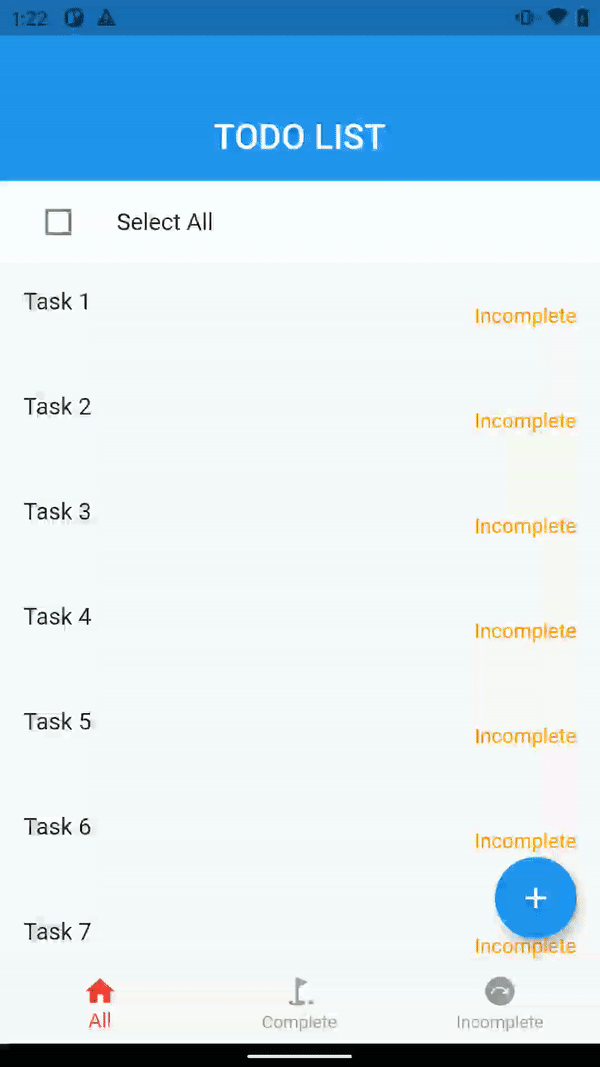 1:22
TODO LIST
Select All
Task 1
Incomplete
Task 2
Incomplete
Task 3
Incomplete
Task 4
Incomplete
Task 5
Incomplete
Task 6
Incomplete
Task 7
Incomplete
All
Complete
Incomplete